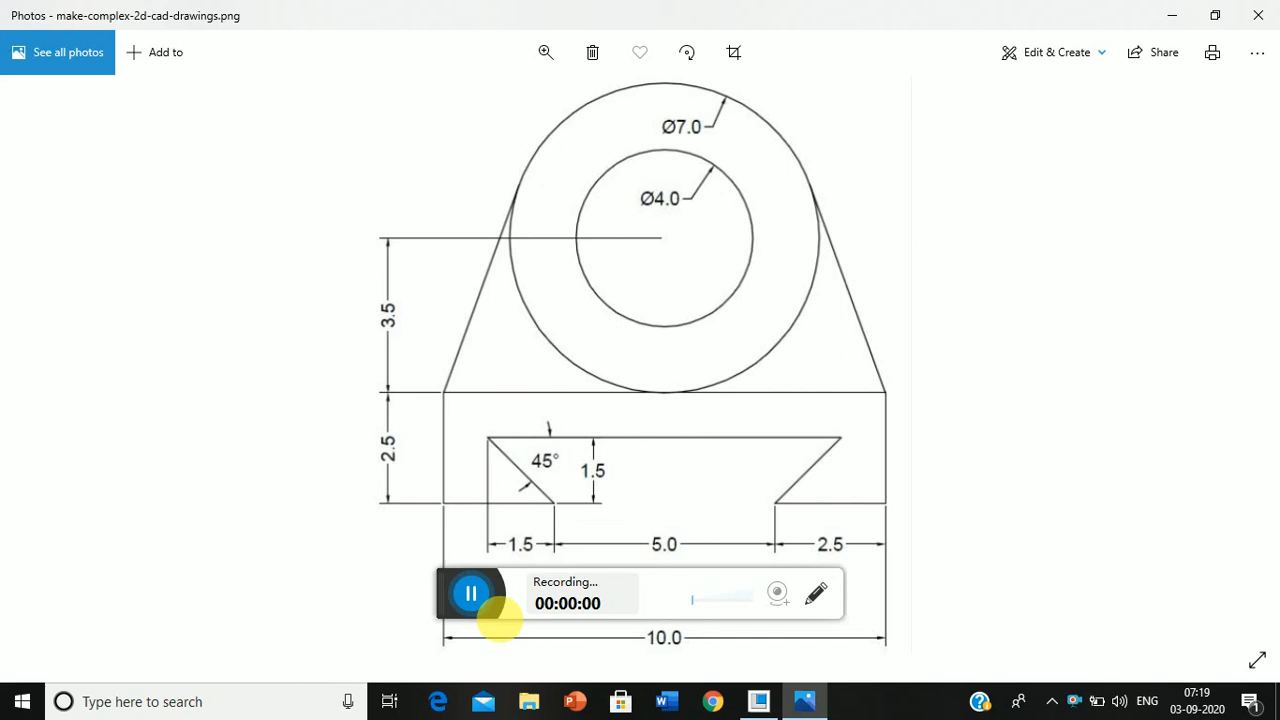 Photos - make-complex-2d-cad-drawings.png
See all photos
Add to
Edit & Create
Share
Ø7.0
Ø4.0
3.5
2.5
45°
1.5
1.5
5.0
2.5
Recording...
00:00:00
10.0
Type here to search
ENG
07:19
03-09-2020
1